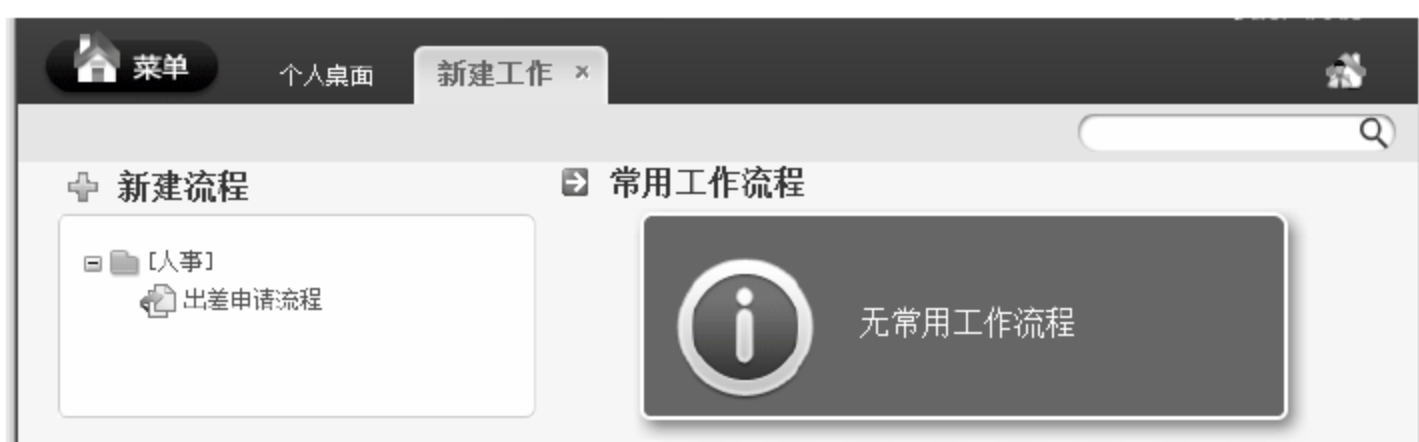 菜单 个人桌面 新建工作 ×
新建流程 常用工作流程
[人事]
出差申请流程
无常用工作流程